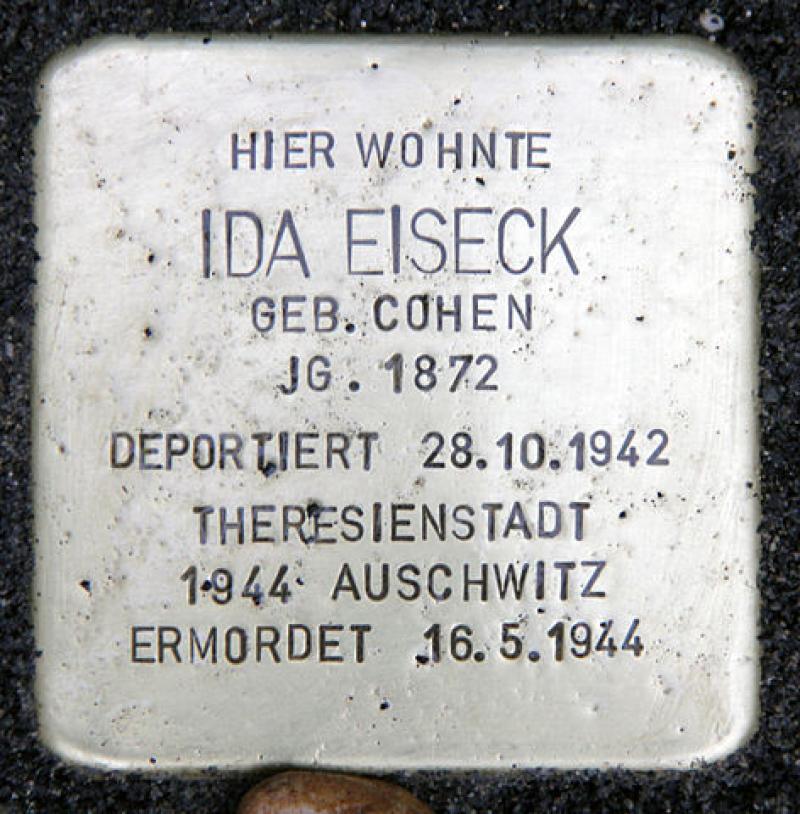 HIER WOHNTE
IDA EISECK
GEB. COHEN
JG. 1872
DEPORTIERT 28.10.1942
THERESIENSTADT
1944 AUSCHWITZ
ERMORDET 16.5.1944